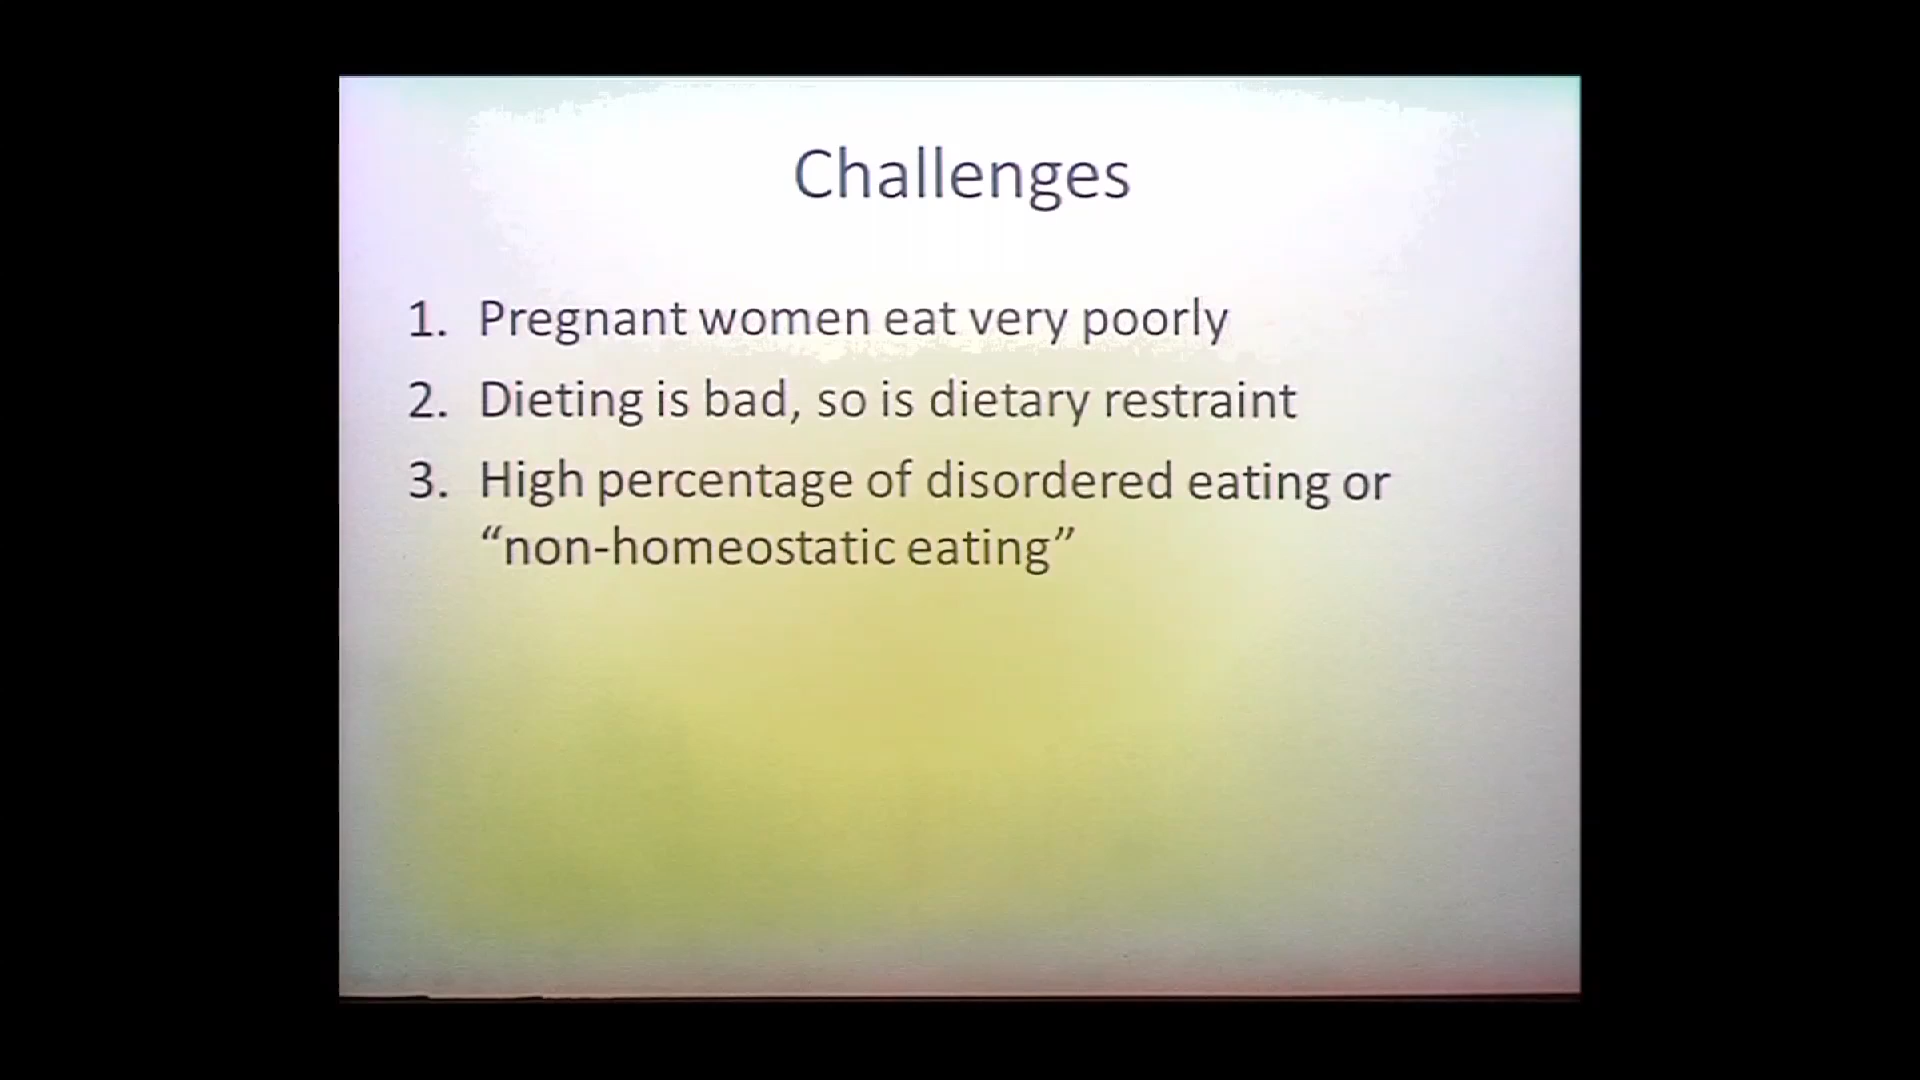 Challenges
1. Pregnant women eat very poorly
2. Dieting is bad, so is dietary restraint
3. High percentage of disordered eating or
“non-homeostatic eating”